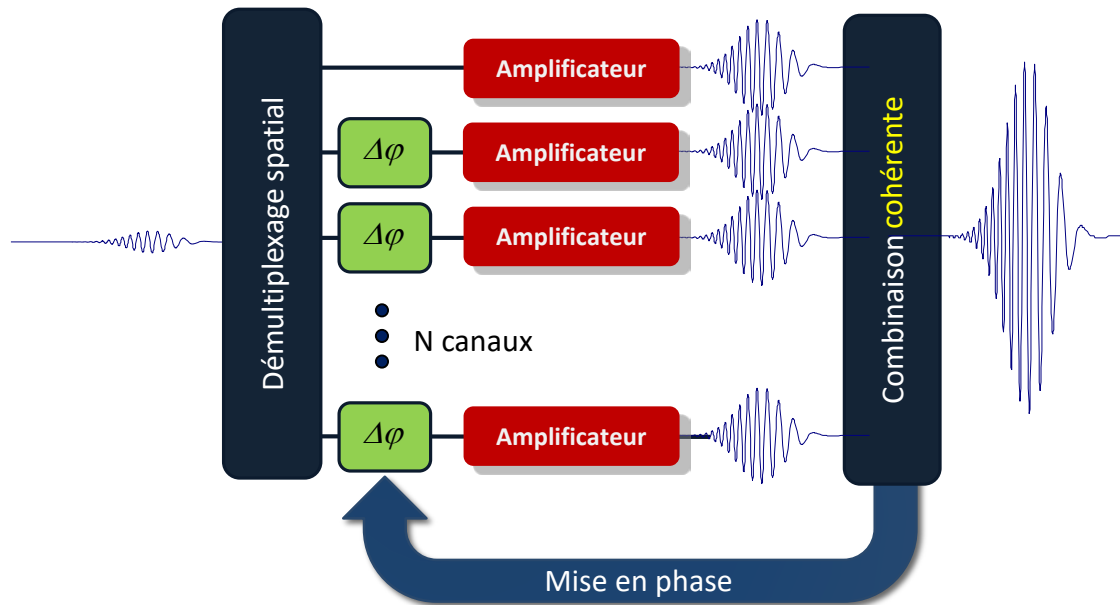 Démultiplexage spatial
Amplificateur
Δφ
Amplificateur
Δφ
Amplificateur
N canaux
Δφ
Amplificateur
Combinaison cohérente
Mise en phase